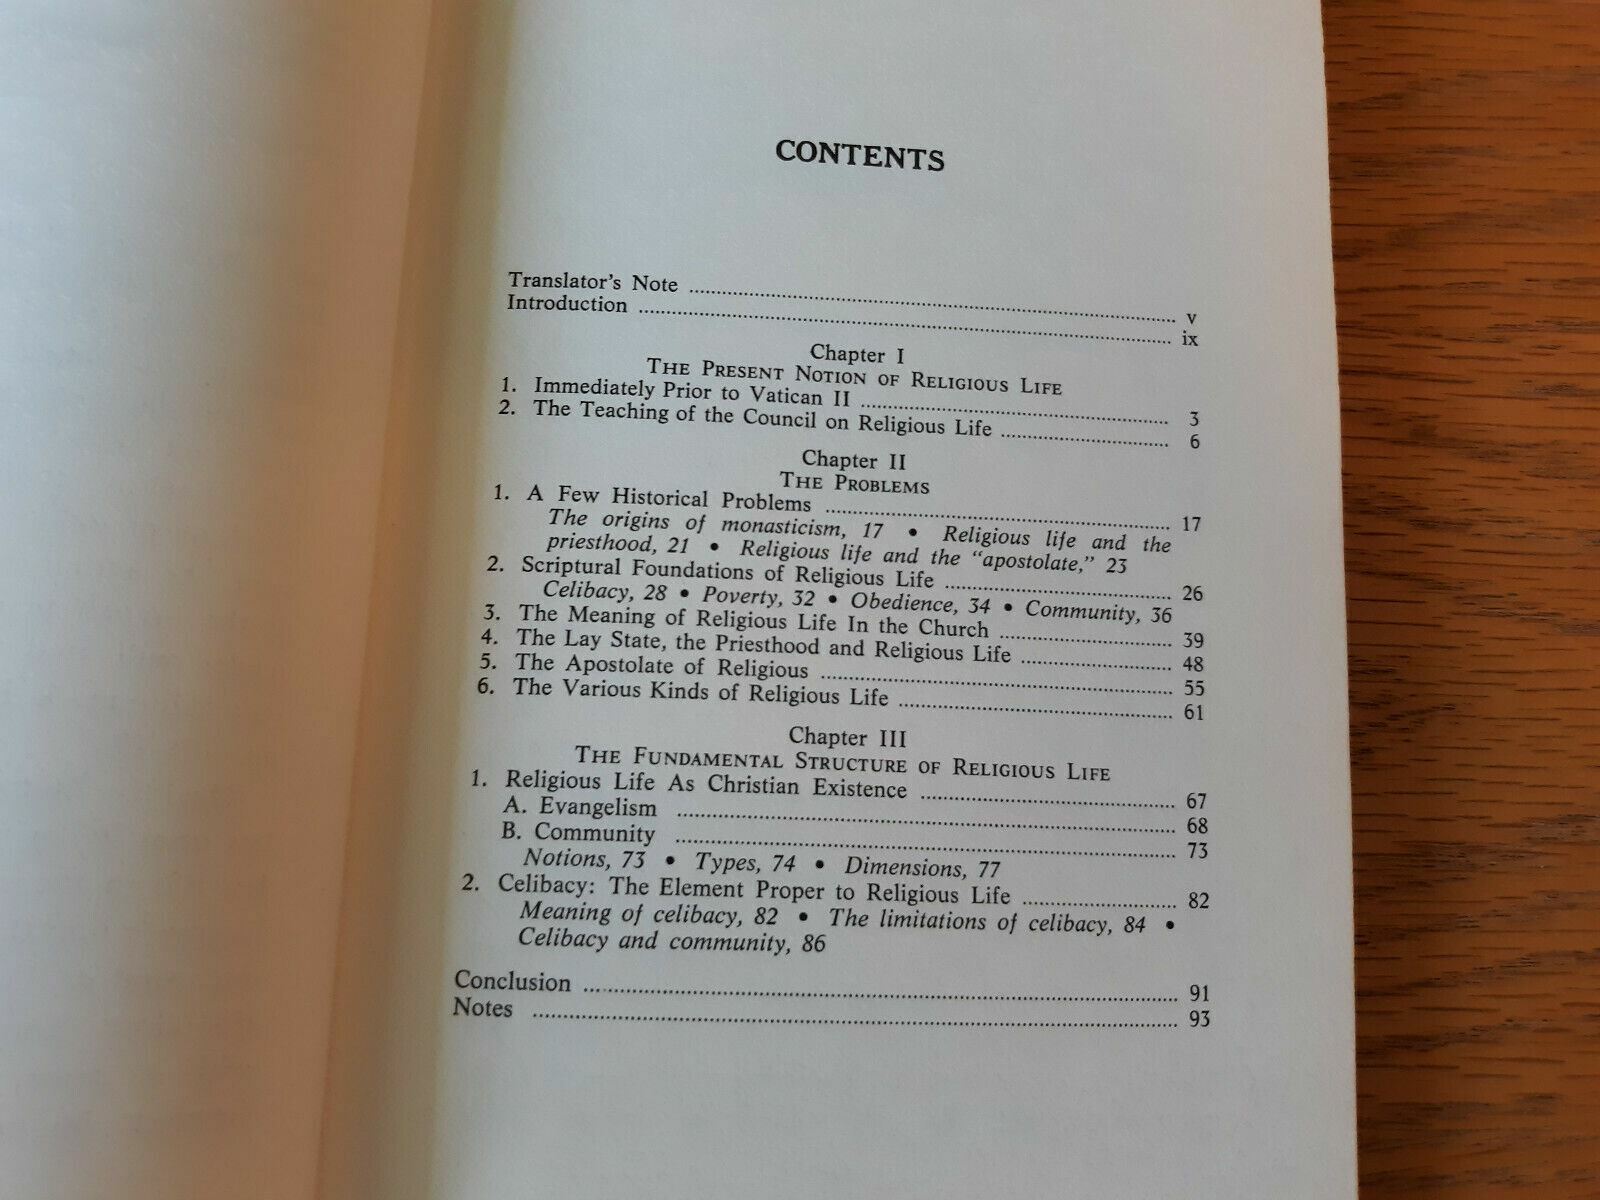 CONTENTS
Translator's Note ........ v
Introduction ........ ix
Chapter I
THE PRESENT NOTION OF RELIGIOUS LIFE
1. Immediately Prior to Vatican II ........ 3
2. The Teaching of the Council on Religious Life ........ 6
Chapter II
THE PROBLEMS
1. A Few Historical Problems ........ 17
The origins of monasticism, 17 • Religious life and the
priesthood, 21 • Religious life and the "apostolate," 23
2. Scriptural Foundations of Religious Life ........ 26
Celibacy, 28 • Poverty, 32 • Obedience, 34 • Community, 36
3. The Meaning of Religious Life In the Church ........ 39
4. The Lay State, the Priesthood and Religious Life ........ 48
5. The Apostolate of Religious ........ 55
6. The Various Kinds of Religious Life ........ 61
Chapter III
THE FUNDAMENTAL STRUCTURE OF RELIGIOUS LIFE
1. Religious Life As Christian Existence ........ 67
A. Evangelism ........ 68
B. Community ........ 73
Notions, 73 • Types, 74 • Dimensions, 77
2. Celibacy: The Element Proper to Religious Life ........ 82
Meaning of celibacy, 82 • The limitations of celibacy, 84 •
Celibacy and community, 86
Conclusion ........ 91
Notes ........ 93